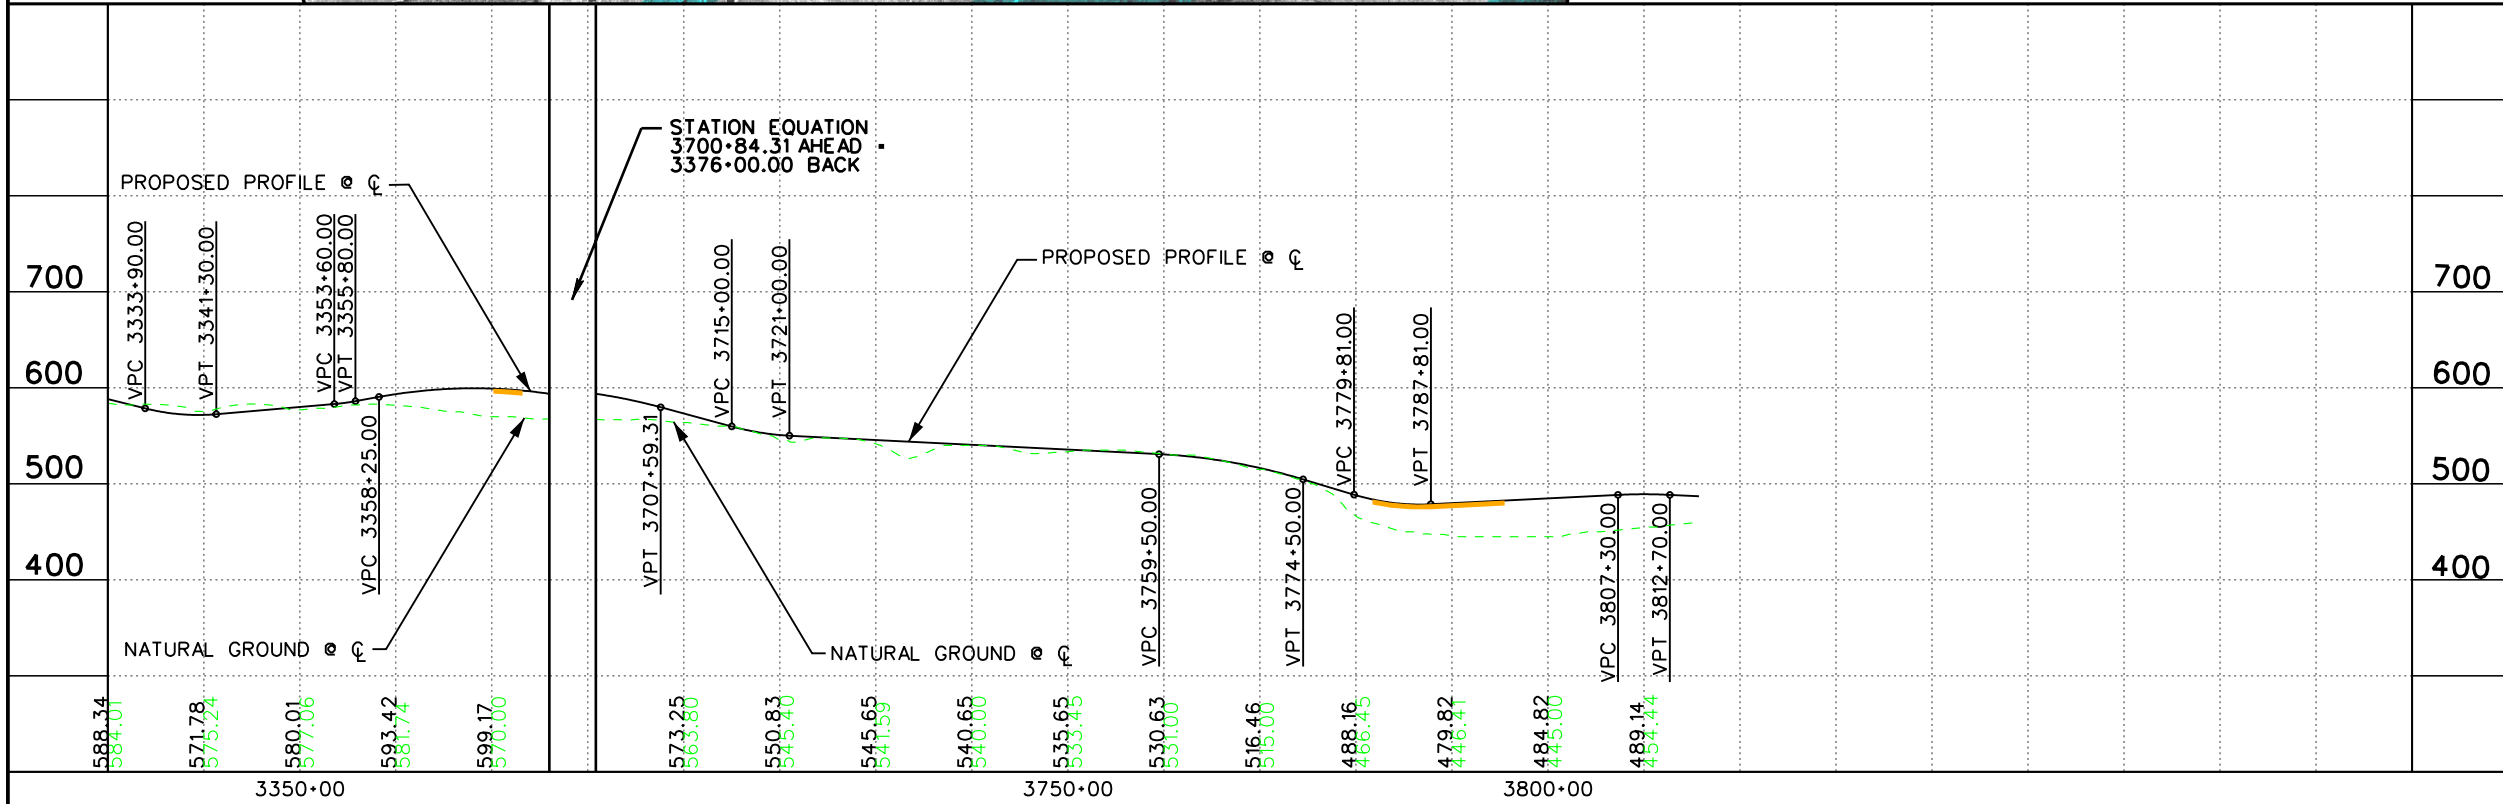 STATION EQUATION
3700+84.31 AHEAD =
3376+00.00 BACK
PROPOSED PROFILE @ ℄
PROPOSED PROFILE @ ℄
VPC 3333+90.00
VPT 3341+30.00
VPC 3353+60.00
VPT 3355+80.00
VPC 3358+25.00
VPT 3707+59.31
VPC 3715+00.00
VPT 3721+00.00
VPC 3759+50.00
VPT 3774+50.00
VPC 3779+81.00
VPT 3787+81.00
VPC 3807+30.00
VPT 3812+70.00
700
700
600
600
500
500
400
400
NATURAL GROUND @ ℄
NATURAL GROUND @ ℄
588.34
584.01
571.78
575.24
580.01
577.06
593.42
581.74
599.17
570.00
573.25
563.80
550.83
545.40
545.65
541.59
540.65
540.00
535.65
533.45
530.63
531.00
516.46
515.00
488.16
466.45
479.82
446.41
484.82
445.00
489.14
454.44
3350+00
3750+00
3800+00